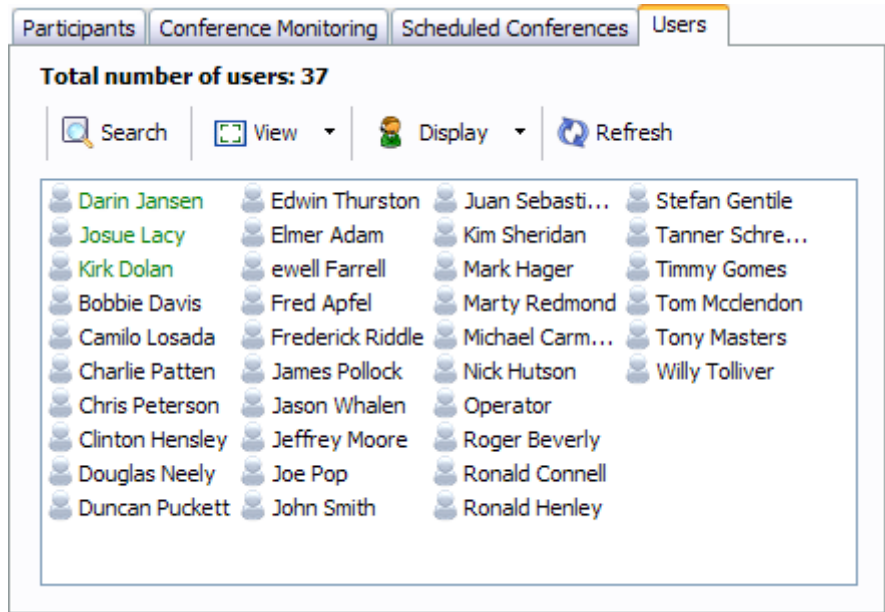 Participants Conference Monitoring Scheduled Conferences Users
Total number of users: 37
Search View Display Refresh
Darin Jansen Edwin Thurston Juan Sebasti... Stefan Gentile
Josue Lacy Elmer Adam Kim Sheridan Tanner Schre...
Kirk Dolan ewell Farrell Mark Hager Timmy Gomes
Bobbie Davis Fred Apfel Marty Redmond Tom Mcclendon
Camilo Losada Frederick Riddle Michael Carm... Tony Masters
Charlie Patten James Pollock Nick Hutson Willy Tolliver
Chris Peterson Jason Whalen Operator
Clinton Hensley Jeffrey Moore Roger Beverly
Douglas Neely Joe Pop Ronald Connell
Duncan Puckett John Smith Ronald Henley